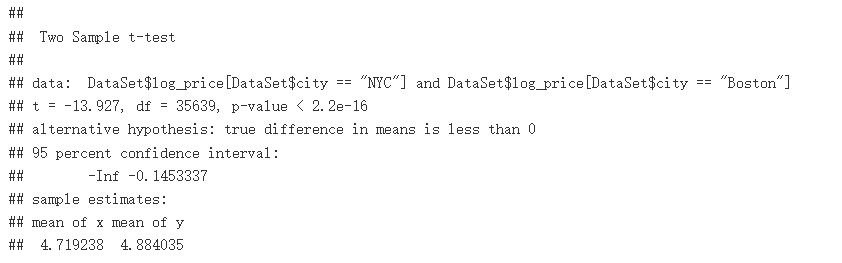 ##
##  Two Sample t-test
##
## data:  DataSet$log_price[DataSet$city == "NYC"] and DataSet$log_price[DataSet$city == "Boston"]
## t = -13.927, df = 35639, p-value < 2.2e-16
## alternative hypothesis: true difference in means is less than 0
## 95 percent confidence interval:
##        -Inf -0.1453337
## sample estimates:
## mean of x mean of y
##  4.719238  4.884035